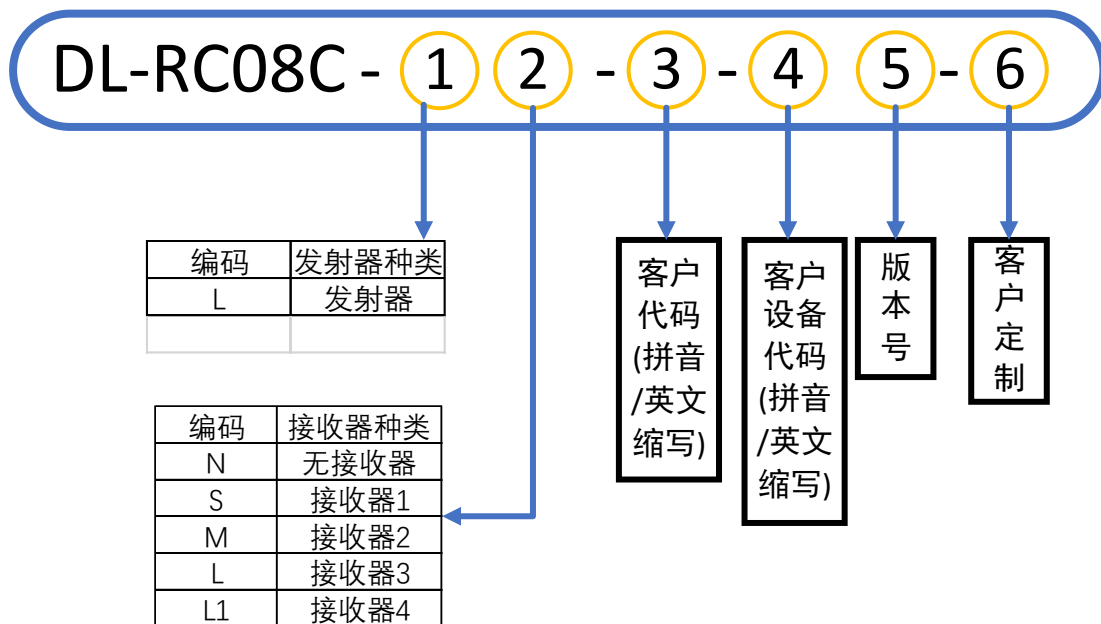 DL-RC08C - 1 2 - 3 - 4 5 - 6
编码 发射器种类
L 发射器
编码 接收器种类
N 无接收器
S 接收器1
M 接收器2
L 接收器3
L1 接收器4
客户
代码
(拼音
/英文
缩写)
客户
设备
代码
(拼音
/英文
缩写)
版
本
号
客
户
定
制